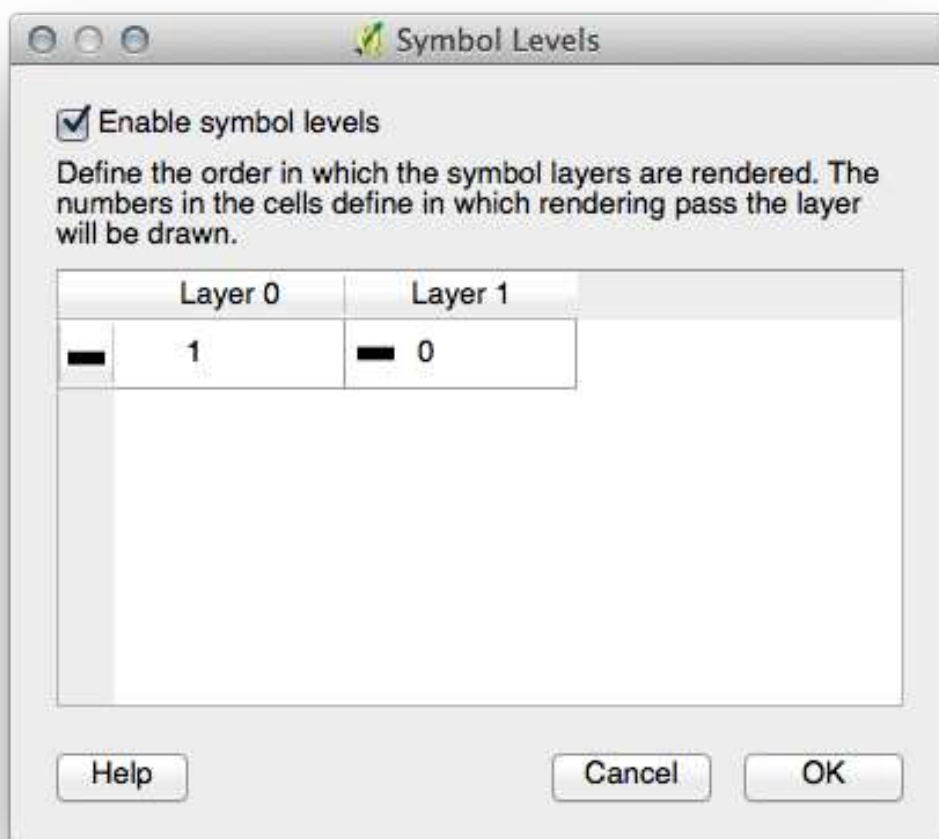 Symbol Levels
Enable symbol levels
Define the order in which the symbol layers are rendered. The
numbers in the cells define in which rendering pass the layer
will be drawn.
Layer 0 Layer 1
1 0
Help Cancel OK